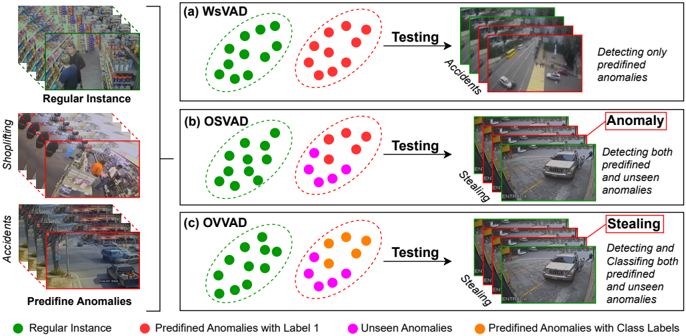 Regular Instance
Shoplifting
Accidents
Predifine Anomalies
(a) WsVAD
Testing
Accidents
Detecting only
predifined
anomalies
(b) OSVAD
Testing
Stealing
Anomaly
Detecting both
predifined
and unseen
anomalies
(c) OVVAD
Testing
Stealing
Stealing
Detecting and
Classifing both
predifined
and unseen
anomalies
Regular Instance
Predifined Anomalies with Label 1
Unseen Anomalies
Predifined Anomalies with Class Labels